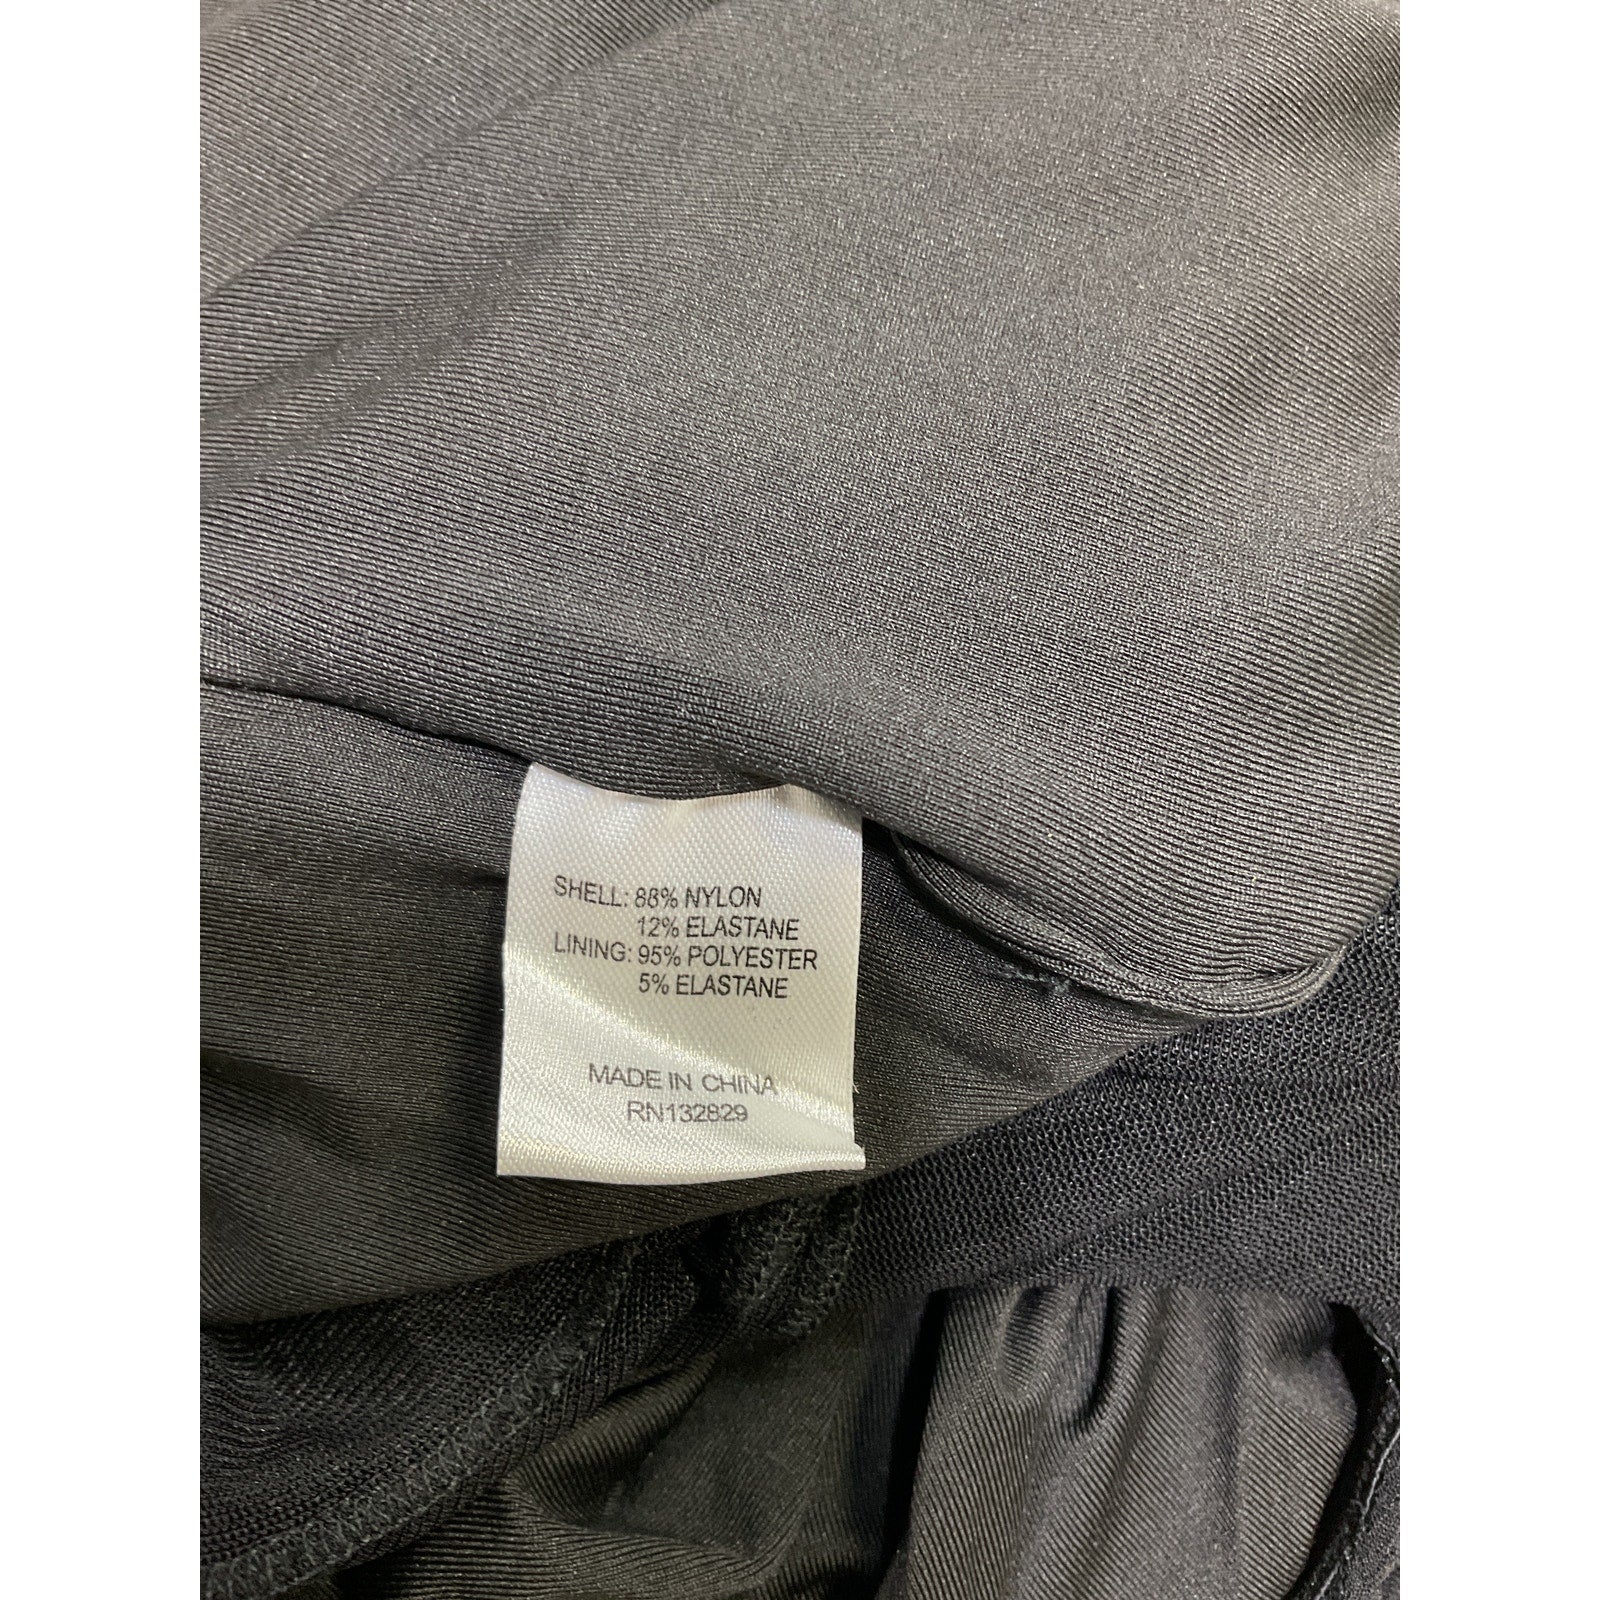 SHELL: 88% NYLON
12% ELASTANE
LINING: 95% POLYESTER
5% ELASTANE
MADE IN CHINA
RN132829